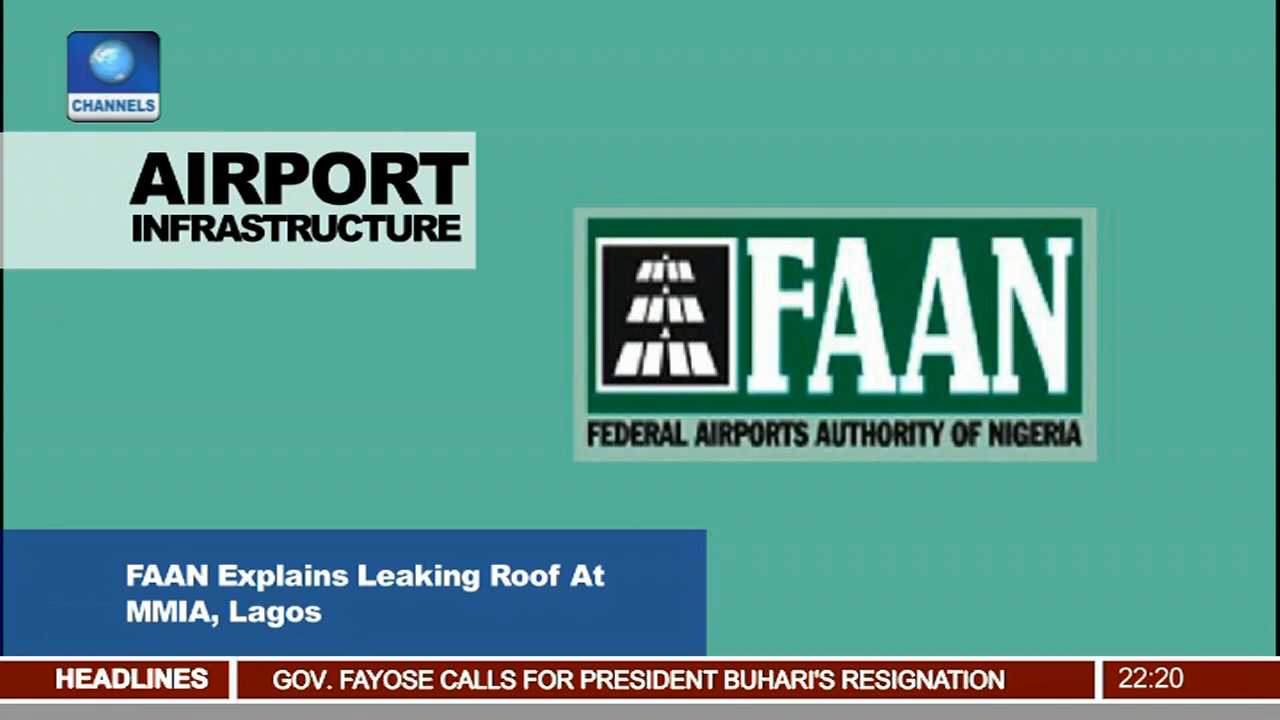 CHANNELS
AIRPORT
INFRASTRUCTURE
FAAN
FEDERAL AIRPORTS AUTHORITY OF NIGERIA
FAAN Explains Leaking Roof At
MMIA, Lagos
HEADLINES
GOV. FAYOSE CALLS FOR PRESIDENT BUHARI'S RESIGNATION
22:20